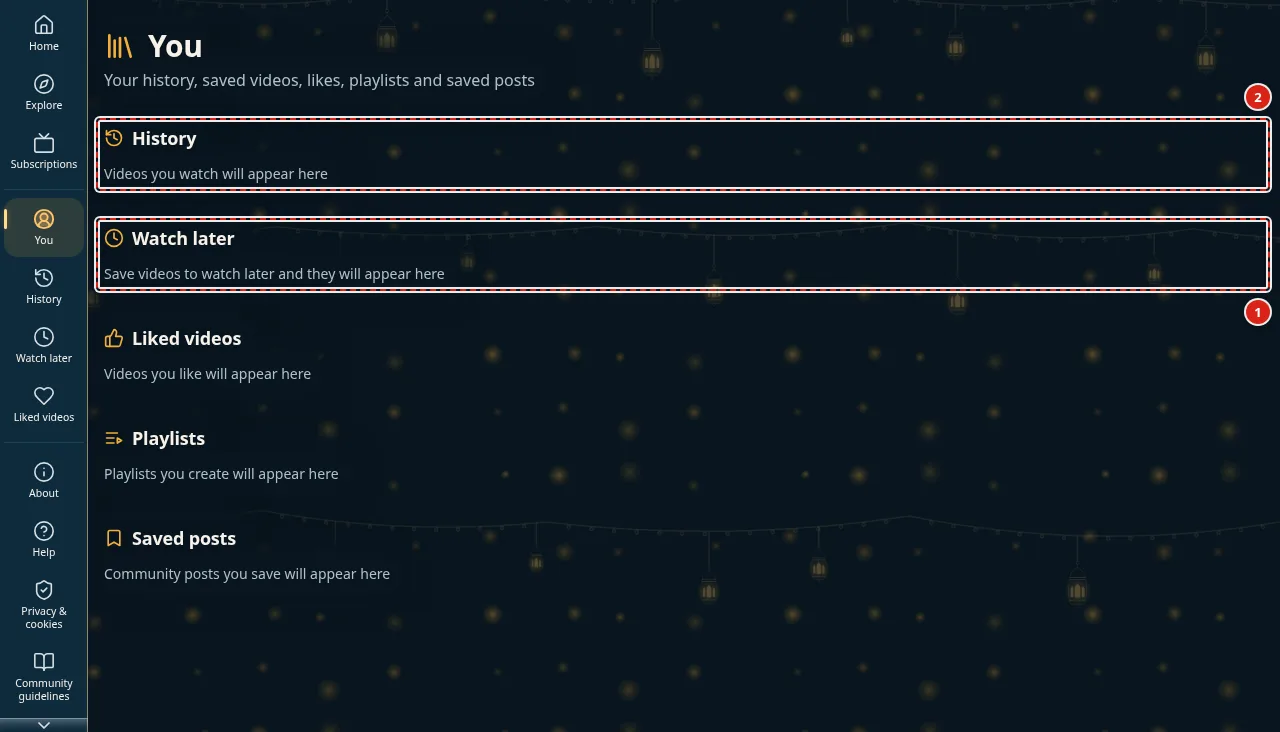 Home
Explore
Subscriptions
You
History
Watch later
Liked videos
About
Help
Privacy &
cookies
Community
guidelines
You
Your history, saved videos, likes, playlists and saved posts
2
History
Videos you watch will appear here
Watch later
Save videos to watch later and they will appear here
1
Liked videos
Videos you like will appear here
Playlists
Playlists you create will appear here
Saved posts
Community posts you save will appear here